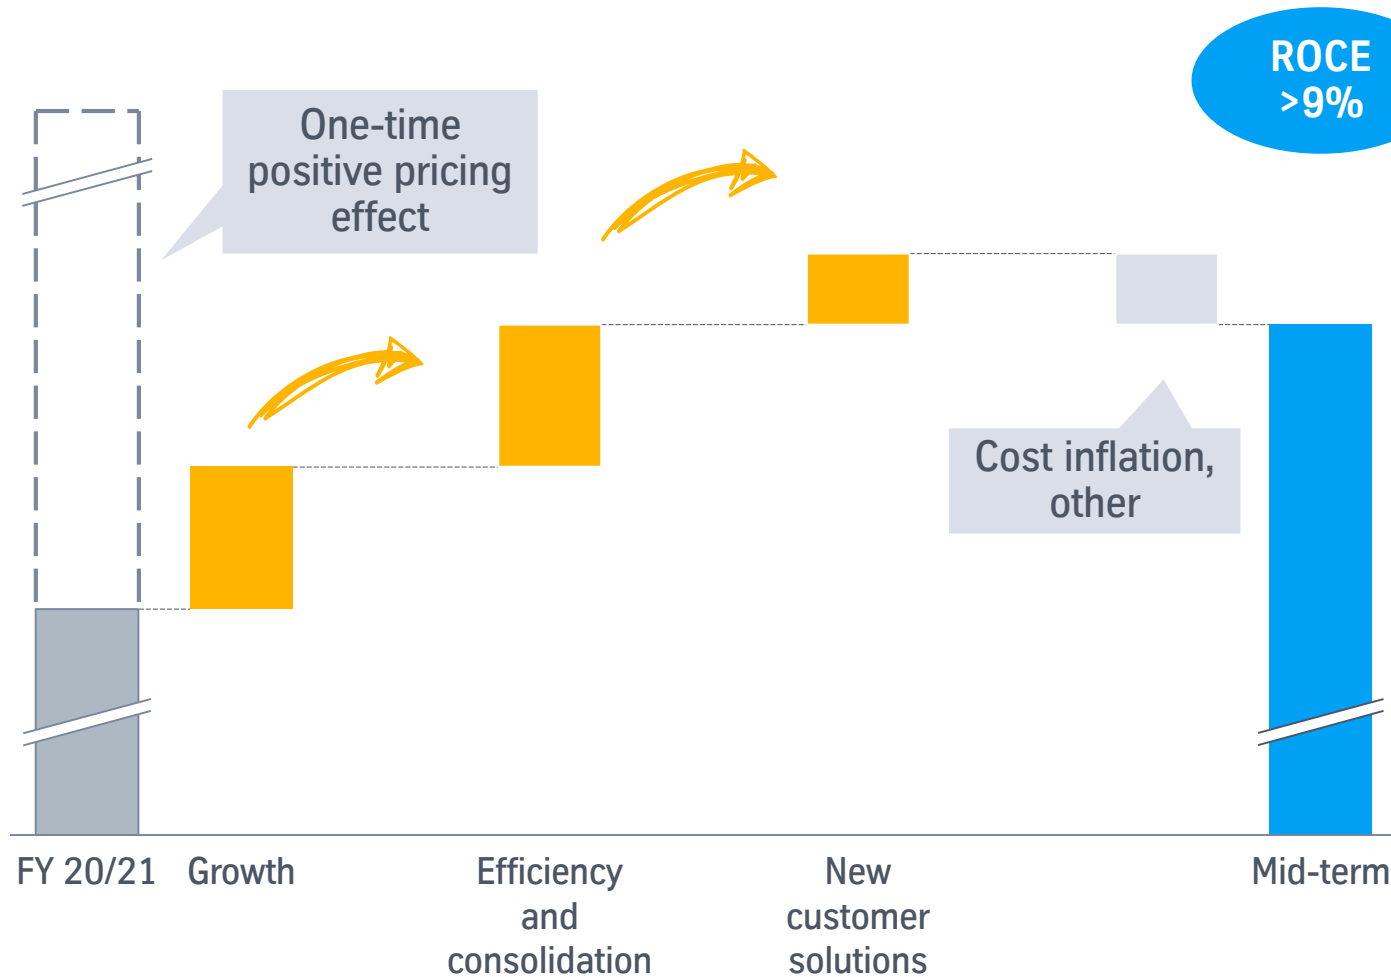 ROCE
>9%
One-time
positive pricing
effect
Cost inflation,
other
FY 20/21
Growth
Efficiency
and
consolidation
New
customer
solutions
Mid-term